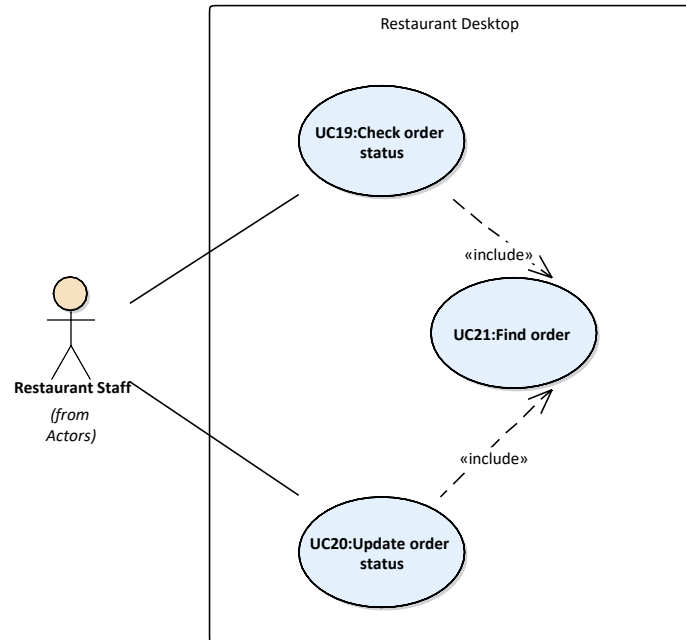 Restaurant Desktop
UC19:Check order
status
«include»
UC21:Find order
Restaurant Staff
(from
Actors)
«include»
UC20:Update order
status